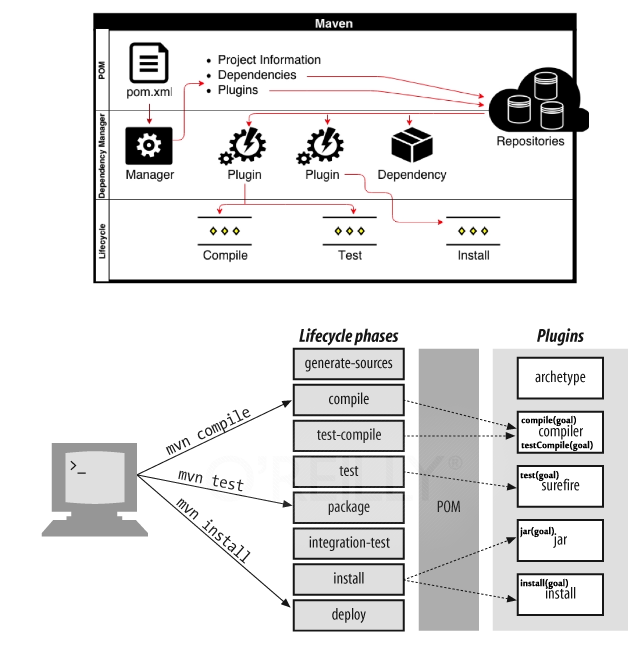 Maven
POM
pom.xml
• Project Information
• Dependencies
• Plugins
Repositories
Dependency Manager
Manager
Plugin
Plugin
Dependency
Lifecycle
Compile
Test
Install
Lifecycle phases
Plugins
generate-sources
compile
test-compile
test
package
integration-test
install
deploy
>_
mvn compile
mvn test
mvn install
O'REILLY®
POM
archetype
compile(goal)
compiler
testCompile(goal)
test(goal)
surefire
jar(goal)
jar
install(goal)
install